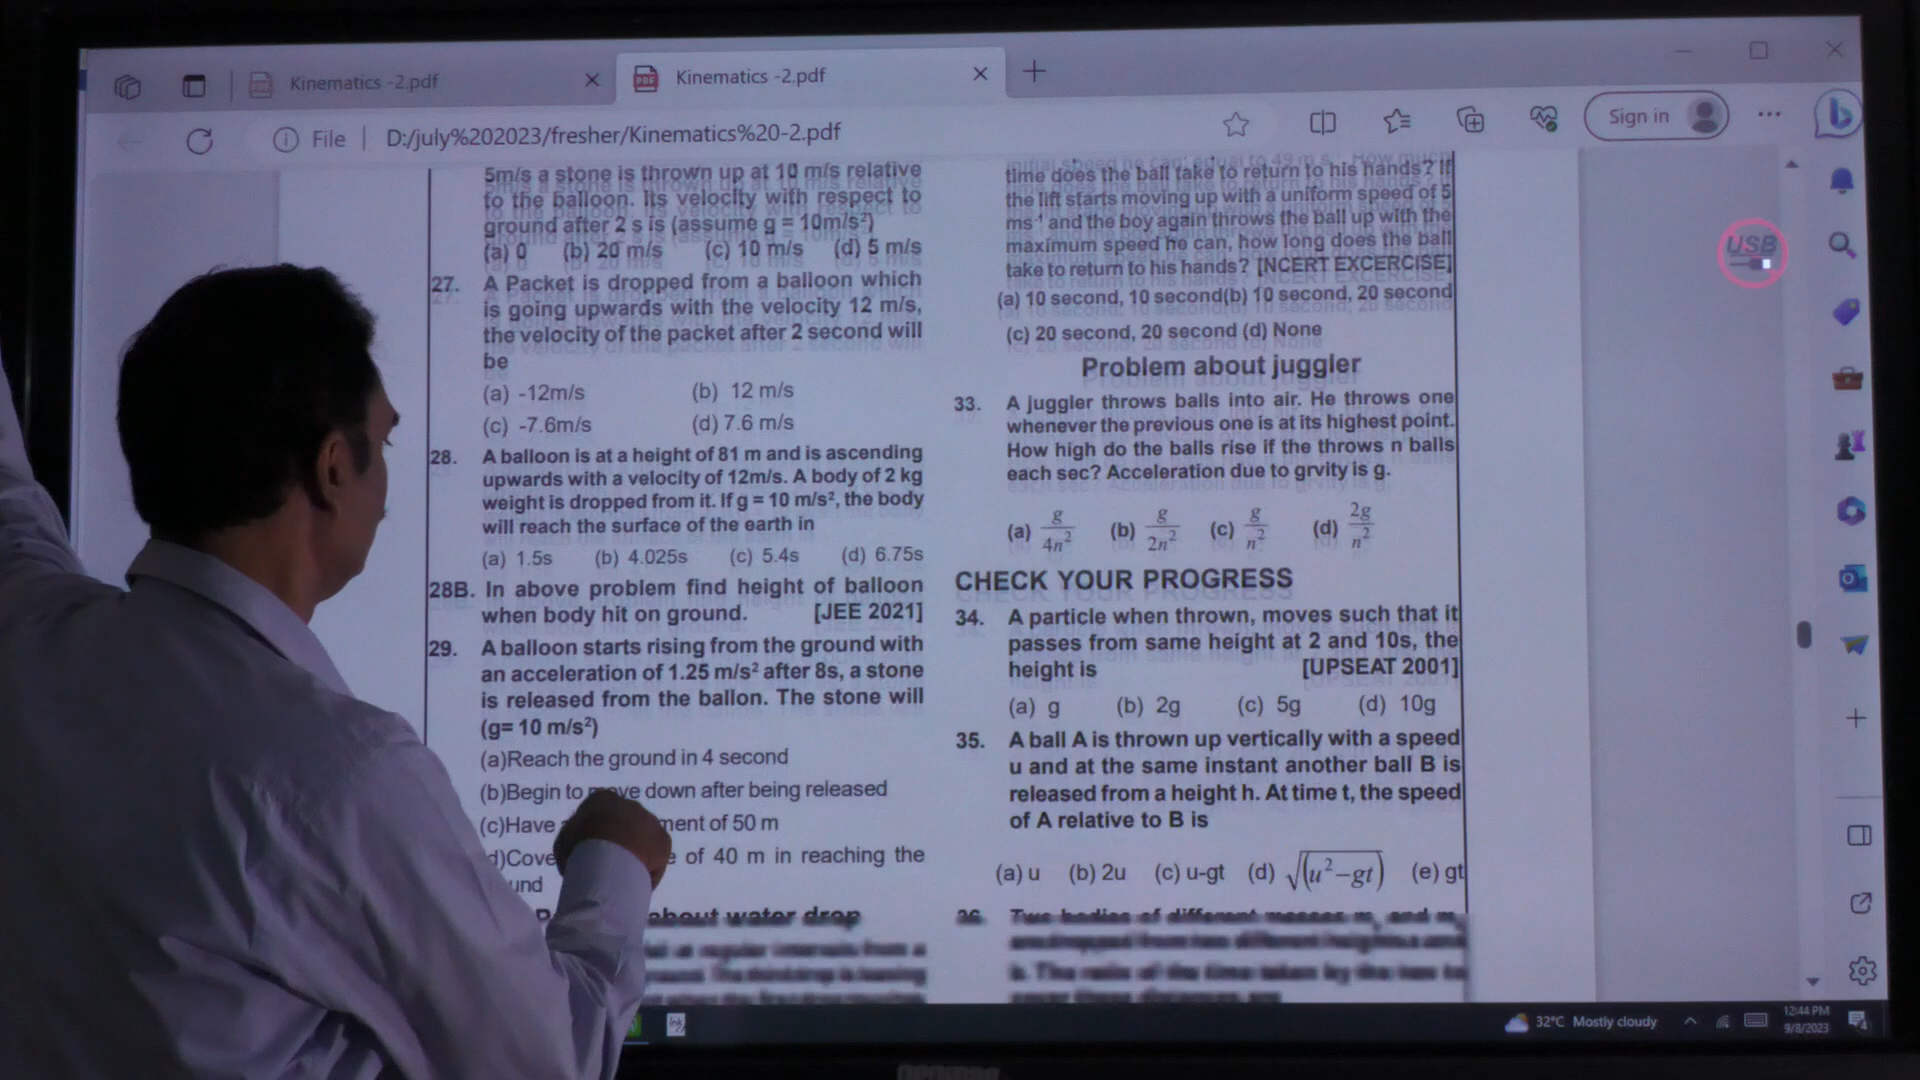 Kinematics -2.pdf
Kinematics -2.pdf
Sign in
File
D:/july%202023/fresher/Kinematics%20-2.pdf
5m/s a stone is thrown up at 10 m/s relative
to the balloon. Its velocity with respect to
ground after 2 s is (assume g = 10m/s²)
(a) 0 (b) 20 m/s (c) 10 m/s (d) 5 m/s
27. A Packet is dropped from a balloon which
is going upwards with the velocity 12 m/s,
the velocity of the packet after 2 second will
be
(a) -12m/s (b) 12 m/s
(c) -7.6m/s (d) 7.6 m/s
28. A balloon is at a height of 81 m and is ascending
upwards with a velocity of 12m/s. A body of 2 kg
weight is dropped from it. If g = 10 m/s², the body
will reach the surface of the earth in
(a) 1.5s (b) 4.025s (c) 5.4s (d) 6.75s
28B. In above problem find height of balloon
when body hit on ground. [JEE 2021]
29. A balloon starts rising from the ground with
an acceleration of 1.25 m/s² after 8s, a stone
is released from the ballon. The stone will
(g= 10 m/s²)
(a)Reach the ground in 4 second
(b)Begin to move down after being released
(c)Have ment of 50 m
d)Cove e of 40 m in reaching the
und
about water drop
time does the ball take to return to his hands? If
the lift starts moving up with a uniform speed of 5
ms⁻¹ and the boy again throws the ball up with the
maximum speed he can, how long does the ball
take to return to his hands? [NCERT EXCERCISE]
(a) 10 second, 10 second(b) 10 second, 20 second
(c) 20 second, 20 second (d) None
Problem about juggler
33. A juggler throws balls into air. He throws one
whenever the previous one is at its highest point.
How high do the balls rise if the throws n balls
each sec? Acceleration due to grvity is g.
(a) g/4n² (b) g/2n² (c) g/n² (d) 2g/n²
CHECK YOUR PROGRESS
34. A particle when thrown, moves such that it
passes from same height at 2 and 10s, the
height is [UPSEAT 2001]
(a) g (b) 2g (c) 5g (d) 10g
35. A ball A is thrown up vertically with a speed
u and at the same instant another ball B is
released from a height h. At time t, the speed
of A relative to B is
(a) u (b) 2u (c) u-gt (d) √(u²−gt) (e) gt
36. Two bodies of different masses m and m
USB
32°C Mostly cloudy
12:44 PM
9/8/2023